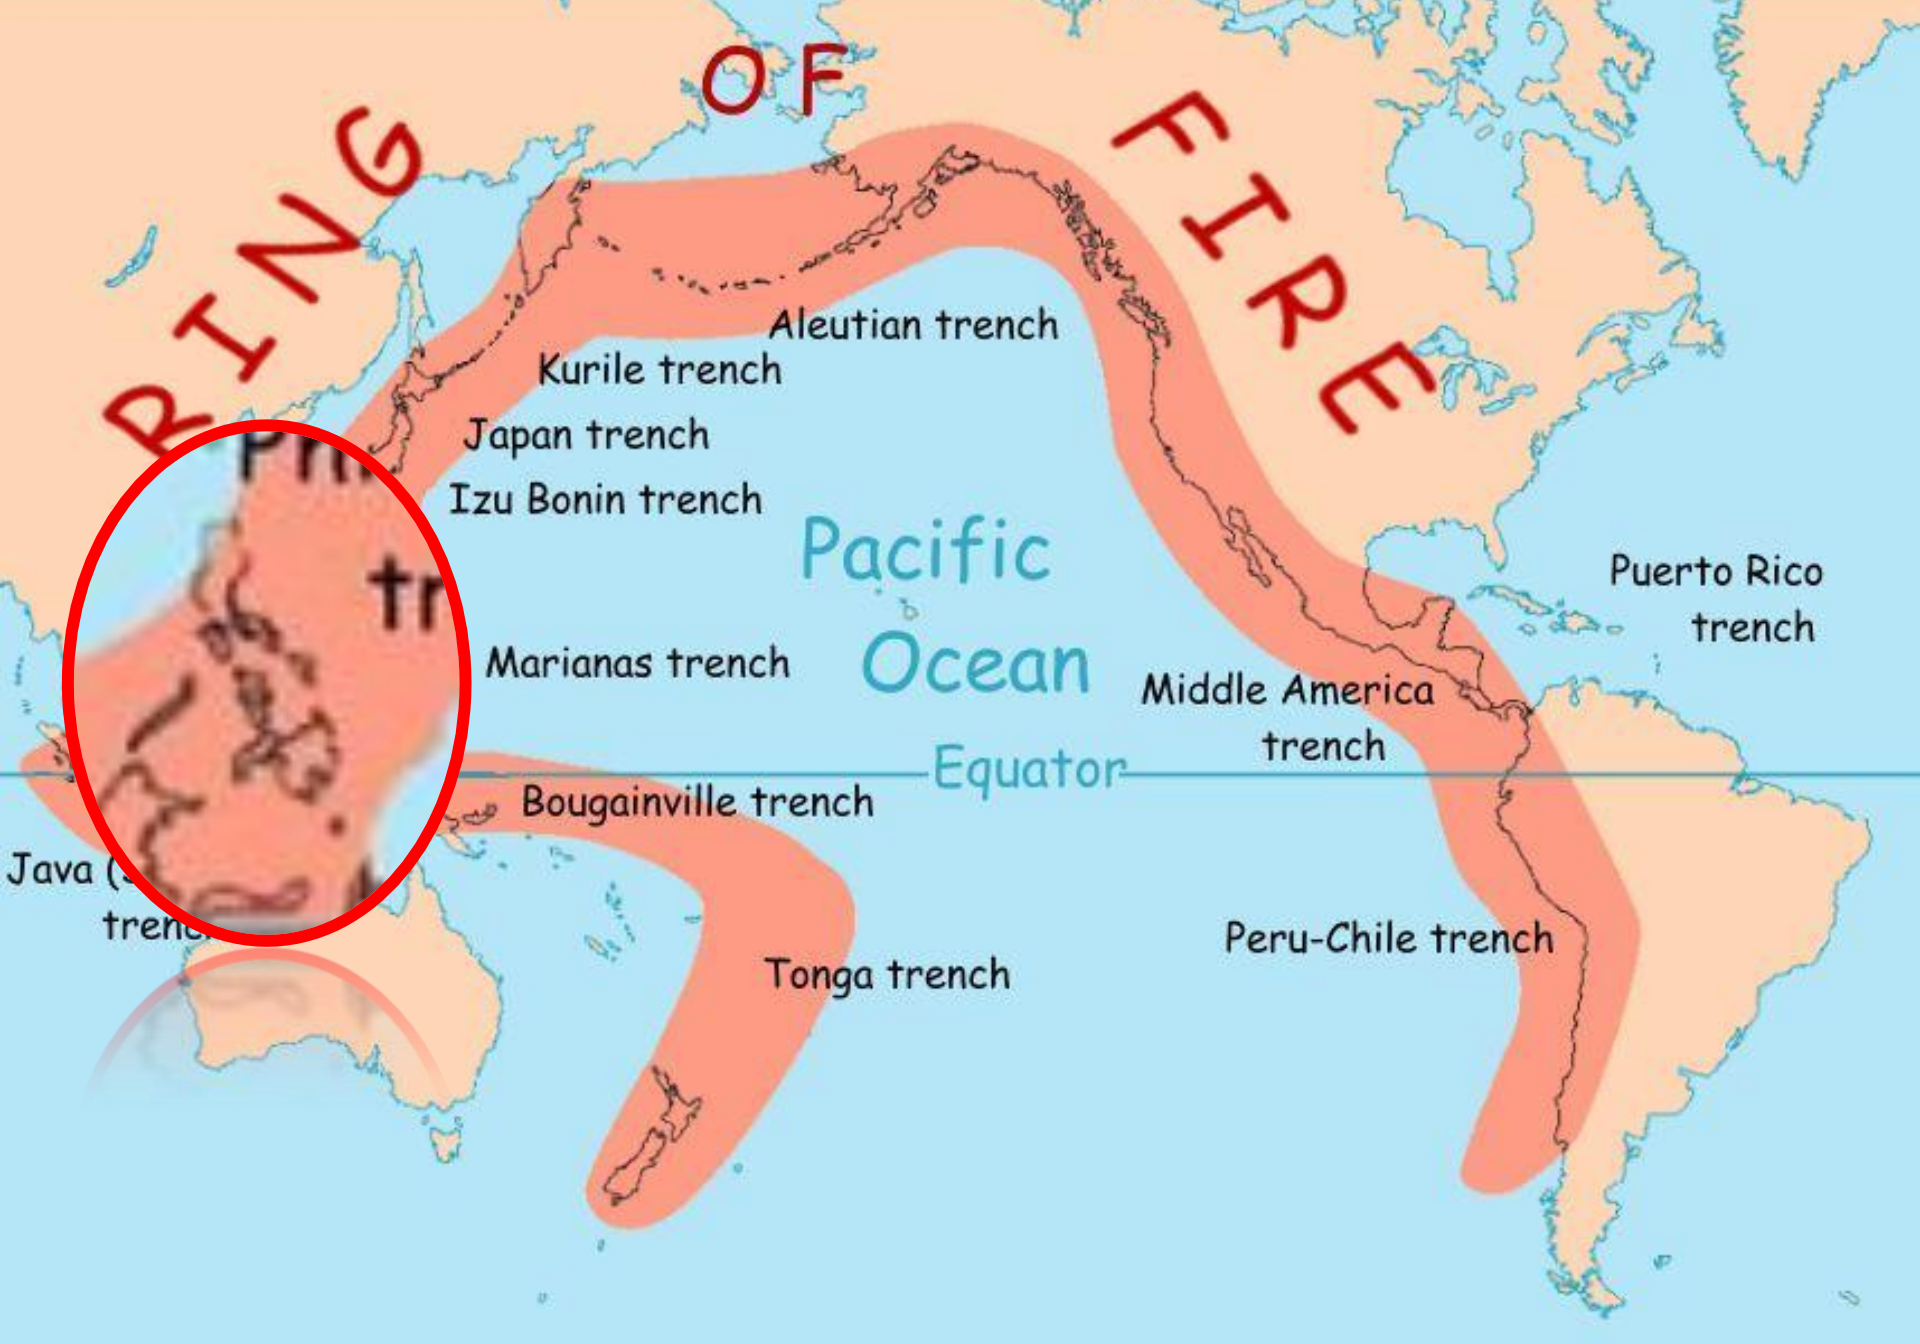 RING OF FIRE
Aleutian trench
Kurile trench
Japan trench
Izu Bonin trench
Pacific
Ocean
Puerto Rico
trench
Marianas trench
Middle America
trench
Equator
Bougainville trench
Java (
Peru-Chile trench
Tonga trench